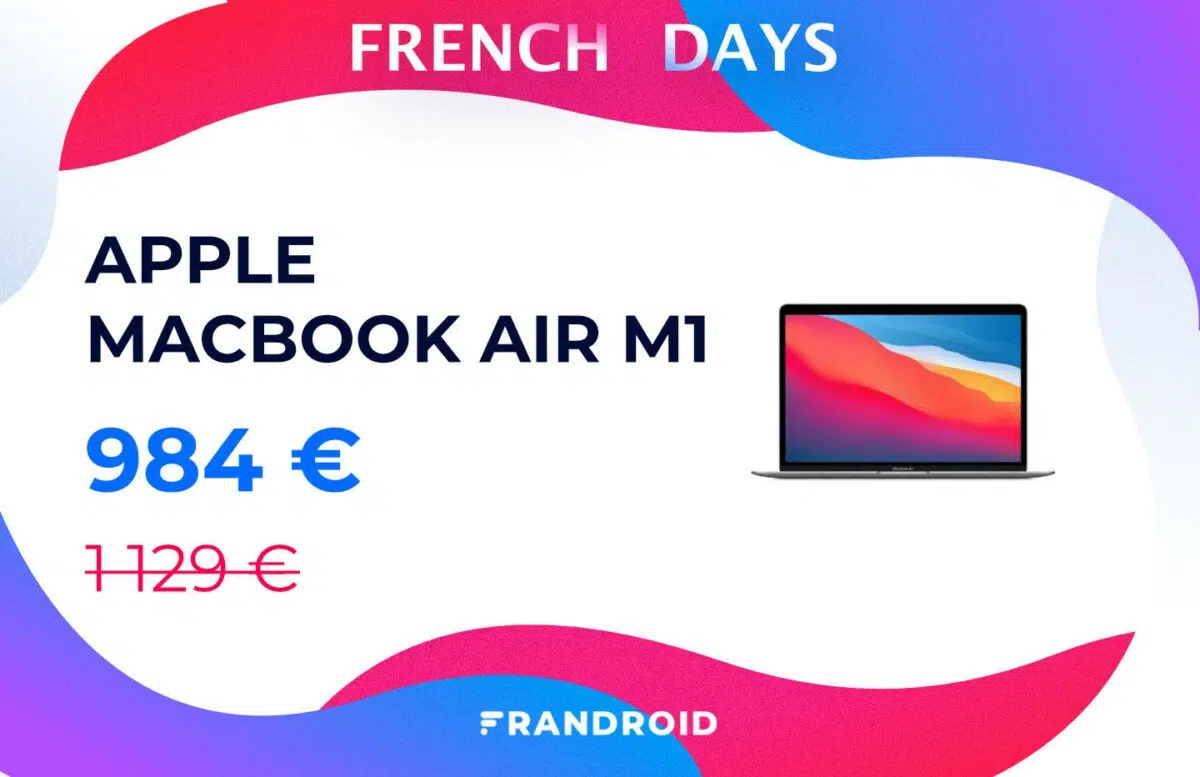 FRENCH DAYS
APPLE
MACBOOK AIR M1
984 €
1 129 €
FRANDROID